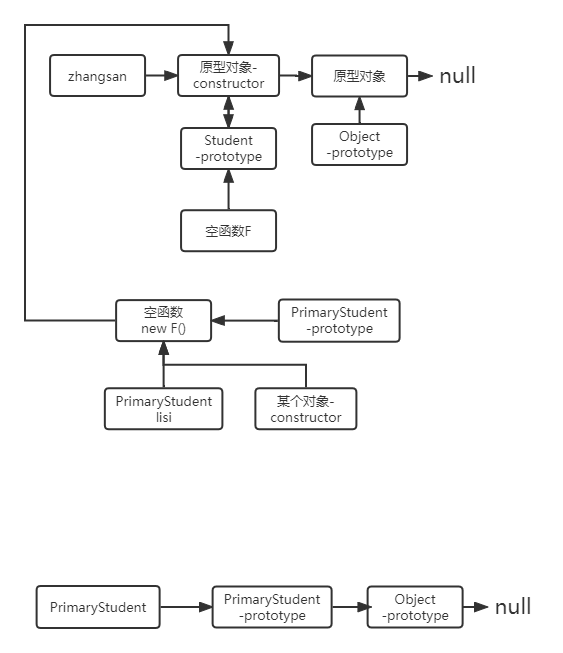 zhangsan
原型对象-
constructor
原型对象
null
Student
-prototype
Object
-prototype
空函数F
空函数
new F()
PrimaryStudent
-prototype
PrimaryStudent
lisi
某个对象-
constructor
PrimaryStudent
PrimaryStudent
-prototype
Object
-prototype
null